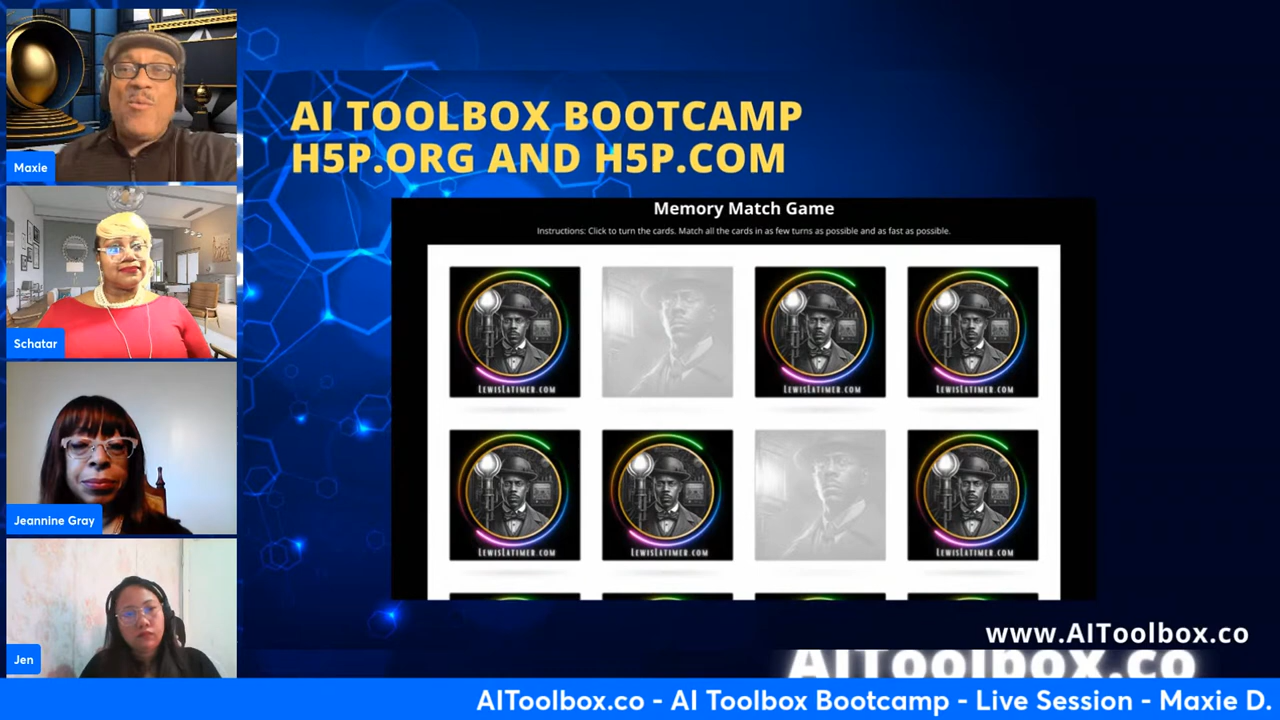 Maxie
Schatar
Jeannine Gray
Jen
AI TOOLBOX BOOTCAMP
H5P.ORG AND H5P.COM
Memory Match Game
Instructions: Click to turn the cards. Match all the cards in as few turns as possible and as fast as possible.
LEWISLATIMER.COM
LEWISLATIMER.COM
LEWISLATIMER.COM
LEWISLATIMER.COM
LEWISLATIMER.COM
LEWISLATIMER.COM
www.AIToolbox.co
AIToolbox.co
AIToolbox.co - AI Toolbox Bootcamp - Live Session - Maxie D.